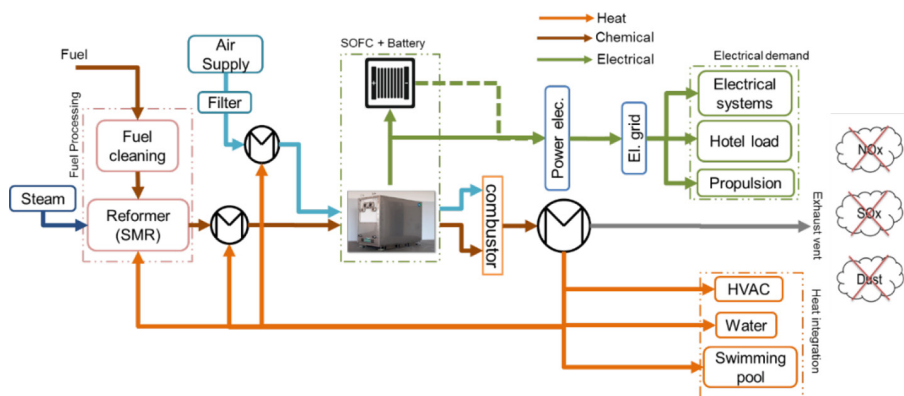 Heat
Chemical
Electrical
Fuel
Air
Supply
Filter
SOFC + Battery
Electrical demand
Electrical
systems
Hotel load
Propulsion
Power elec.
El. grid
Fuel Processing
Fuel
cleaning
Steam
Reformer
(SMR)
combustor
Exhaust vent
NOx
SOx
Dust
HVAC
Water
Swimming
pool
Heat integration